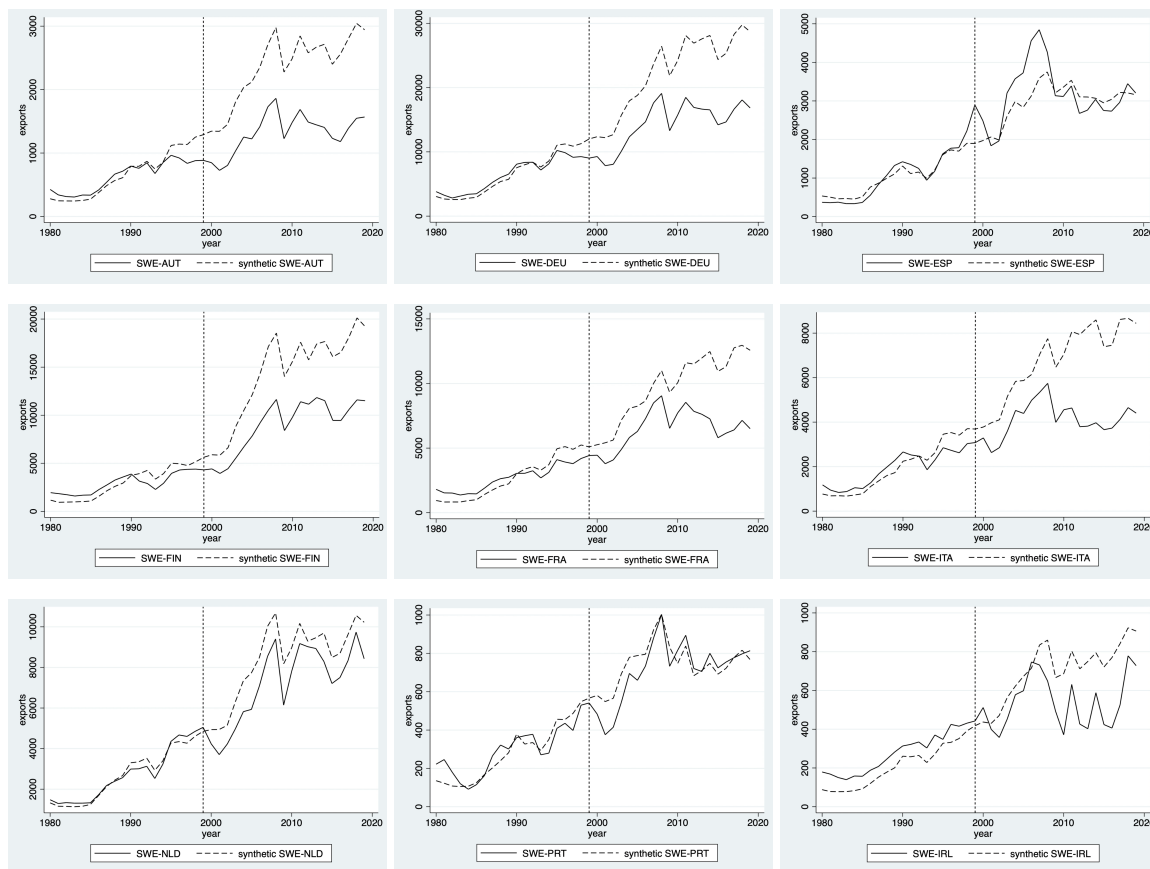 exports
3000
2000
1000
0
1980 1990 2000 2010 2020
year
SWE-AUT synthetic SWE-AUT
exports
30000
20000
10000
0
1980 1990 2000 2010 2020
year
SWE-DEU synthetic SWE-DEU
exports
5000
4000
3000
2000
1000
0
1980 1990 2000 2010 2020
year
SWE-ESP synthetic SWE-ESP
exports
20000
15000
10000
5000
0
1980 1990 2000 2010 2020
year
SWE-FIN synthetic SWE-FIN
exports
15000
10000
5000
0
1980 1990 2000 2010 2020
year
SWE-FRA synthetic SWE-FRA
exports
8000
6000
4000
2000
0
1980 1990 2000 2010 2020
year
SWE-ITA synthetic SWE-ITA
exports
10000
8000
6000
4000
2000
1980 1990 2000 2010 2020
year
SWE-NLD synthetic SWE-NLD
exports
1000
800
600
400
200
0
1980 1990 2000 2010 2020
year
SWE-PRT synthetic SWE-PRT
exports
1000
800
600
400
200
0
1980 1990 2000 2010 2020
year
SWE-IRL synthetic SWE-IRL